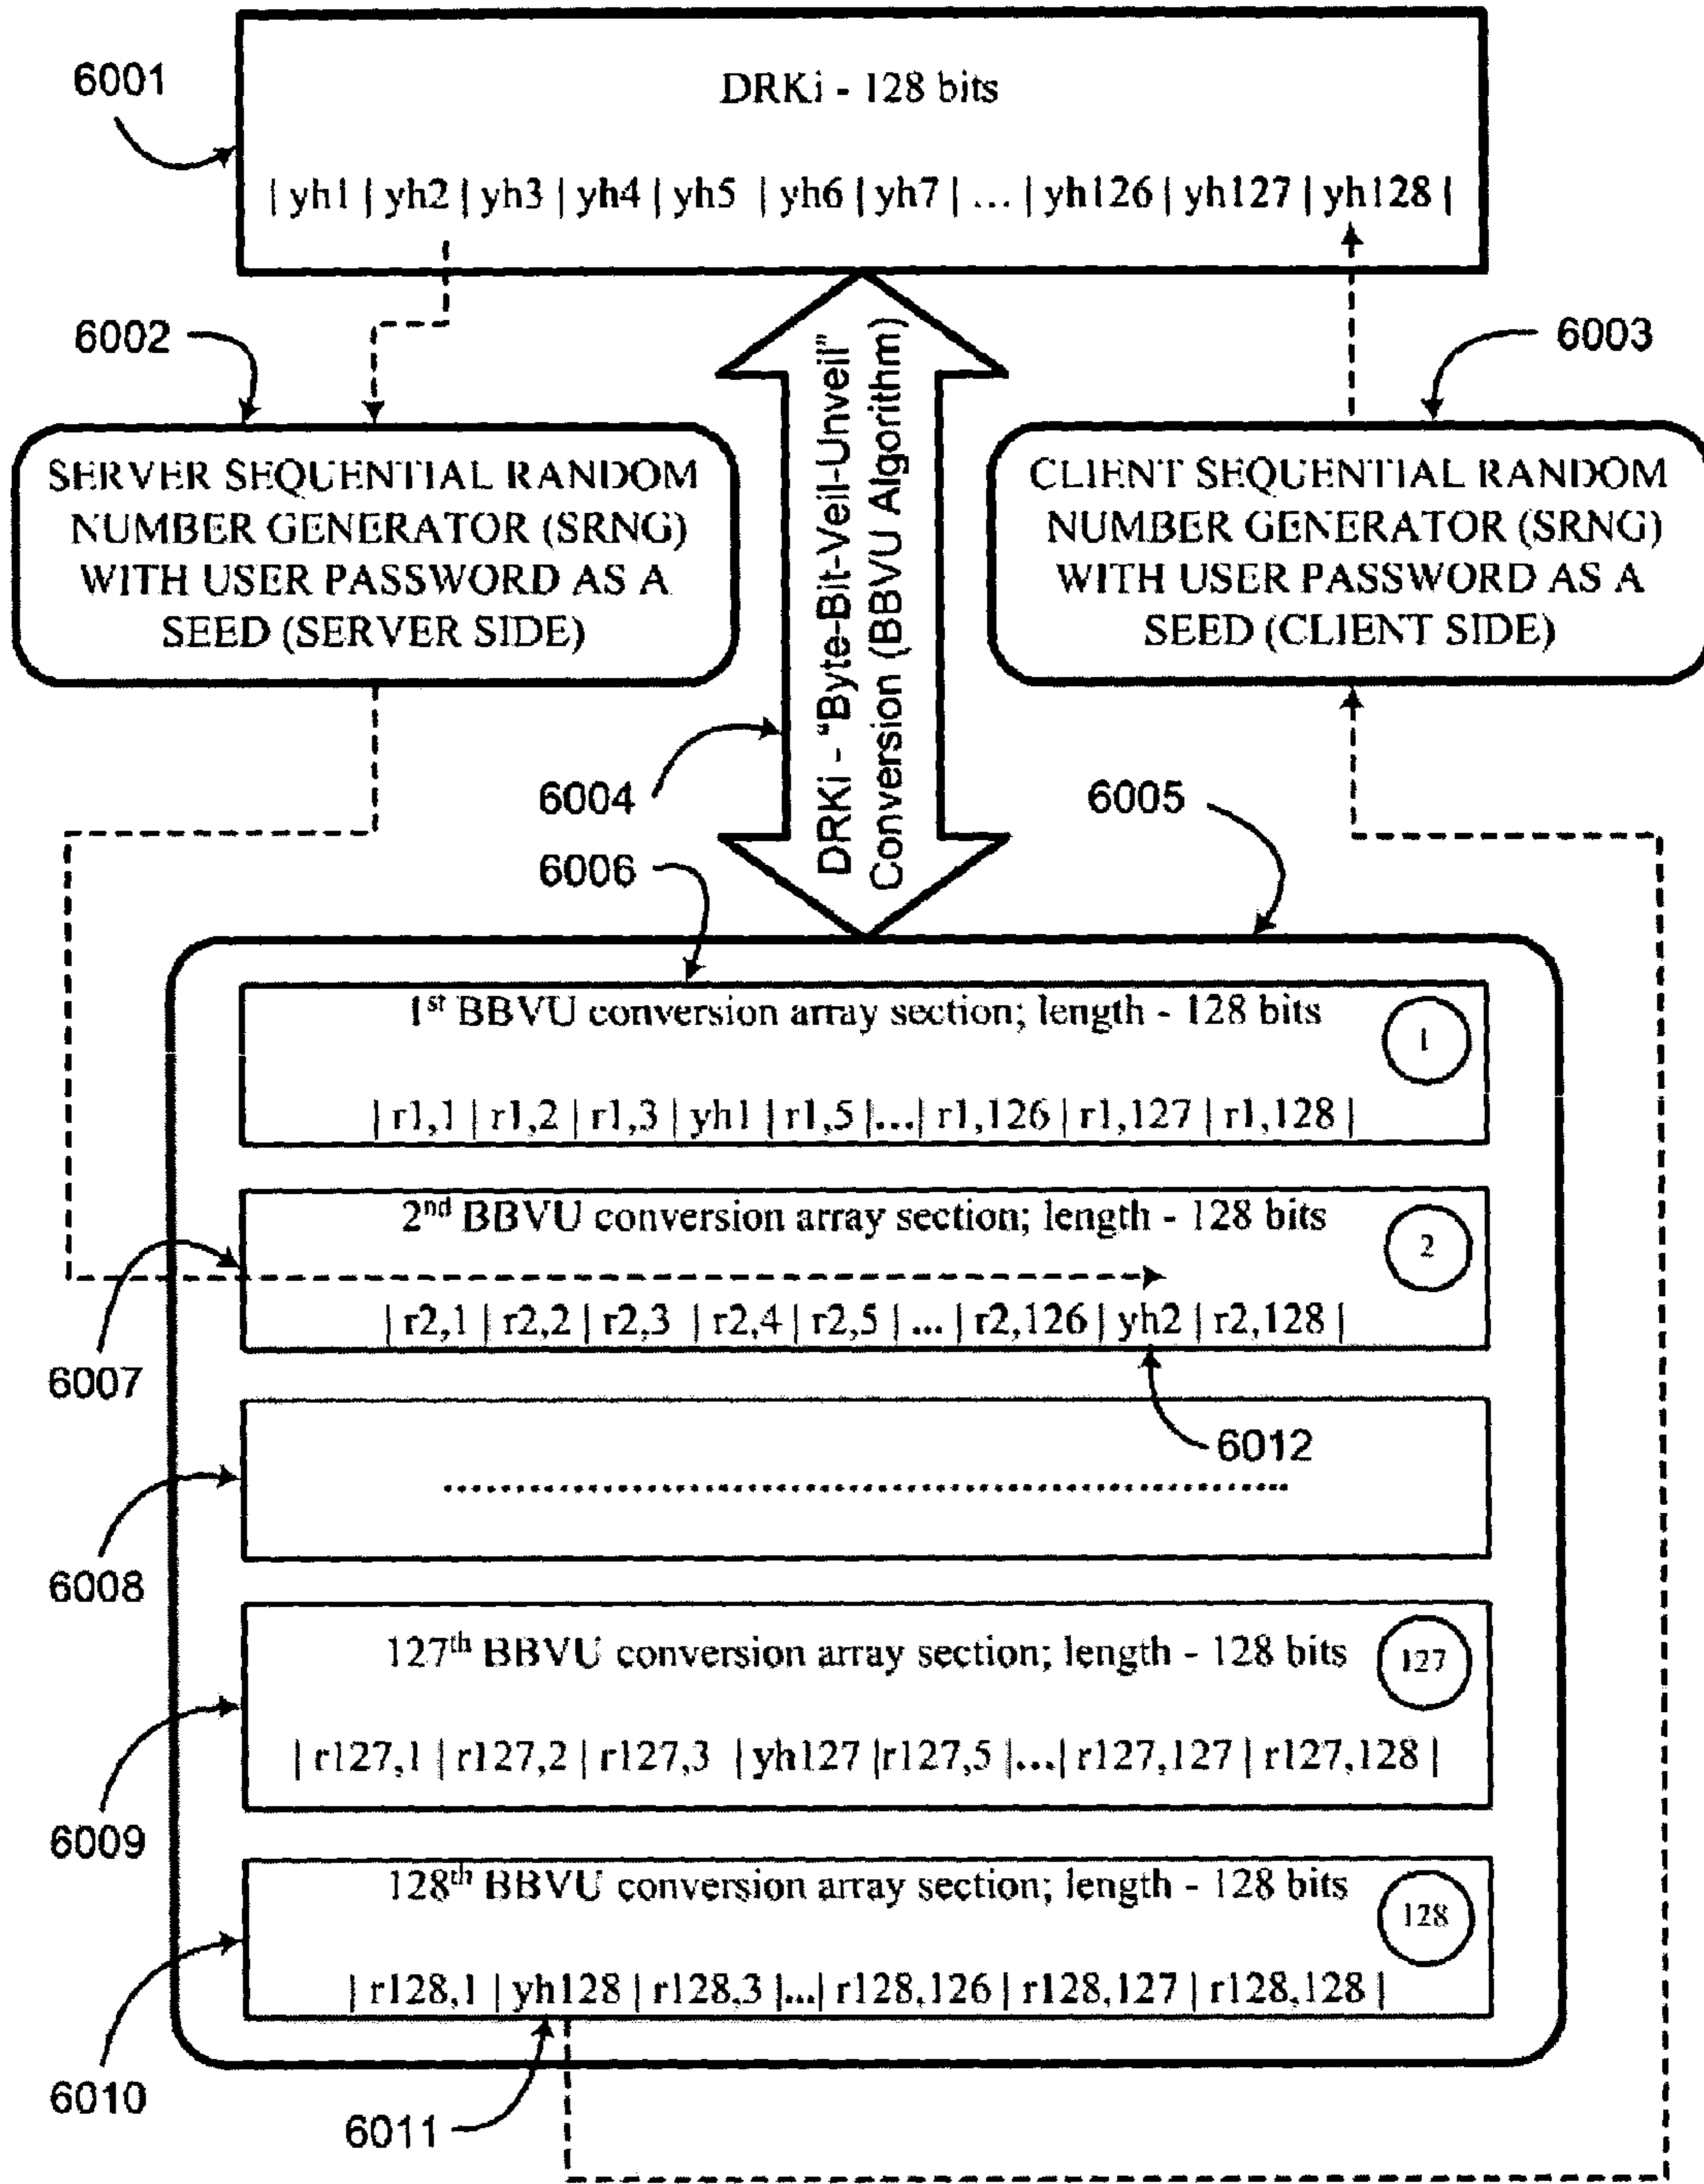 6001
DRKi - 128 bits
| yh1 | yh2 | yh3 | yh4 | yh5 | yh6 | yh7 | ... | yh126 | yh127 | yh128 |
6002
6003
SERVER SEQUENTIAL RANDOM
NUMBER GENERATOR (SRNG)
WITH USER PASSWORD AS A
SEED (SERVER SIDE)
DRKi - "Byte-Bit-Veil-Unveil"
Conversion (BBVU Algorithm)
CLIENT SEQUENTIAL RANDOM
NUMBER GENERATOR (SRNG)
WITH USER PASSWORD AS A
SEED (CLIENT SIDE)
6004
6005
6006
1st BBVU conversion array section; length - 128 bits
1
| r1,1 | r1,2 | r1,3 | yh1 | r1,5 |...| r1,126 | r1,127 | r1,128 |
2nd BBVU conversion array section; length - 128 bits
2
| r2,1 | r2,2 | r2,3 | r2,4 | r2,5 | ... | r2,126 | yh2 | r2,128 |
6007
6012
6008
127th BBVU conversion array section; length - 128 bits
127
| r127,1 | r127,2 | r127,3 | yh127 |r127,5 |...| r127,127 | r127,128 |
6009
128th BBVU conversion array section; length - 128 bits
128
| r128,1 | yh128 | r128,3 |...| r128,126 | r128,127 | r128,128 |
6010
6011